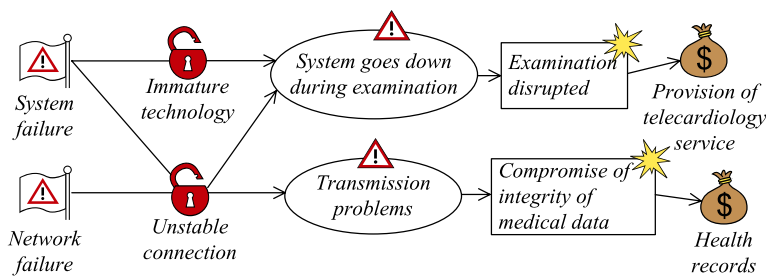 System
failure
Immature
technology
System goes down
during examination
Examination
disrupted
$
Provision of
telecardiology
service
Network
failure
Unstable
connection
Transmission
problems
Compromise of
integrity of
medical data
$
Health
records